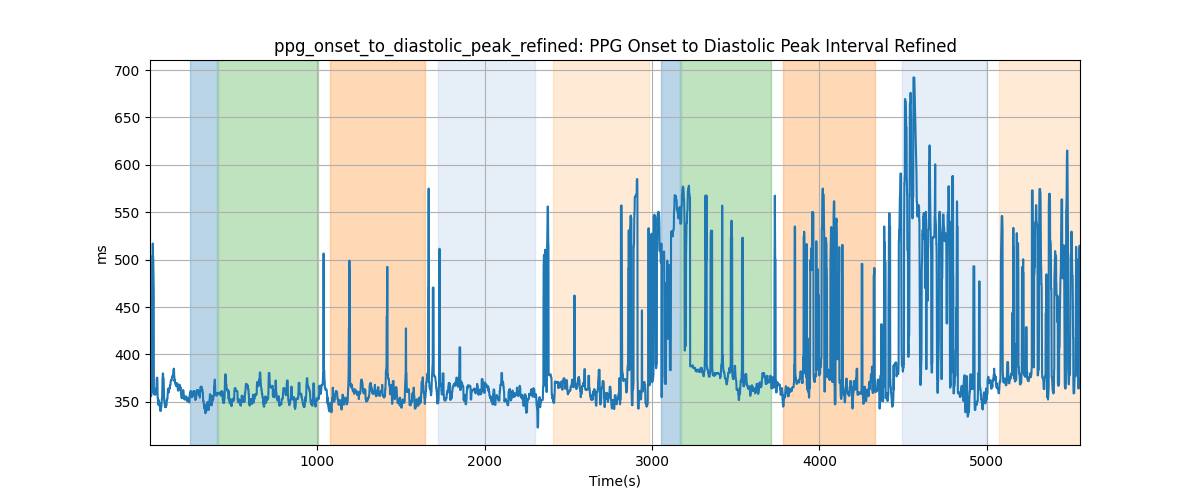 ppg_onset_to_diastolic_peak_refined: PPG Onset to Diastolic Peak Interval Refined
700
650
600
550
500
450
400
350
ms
1000 2000 3000 4000 5000
Time(s)